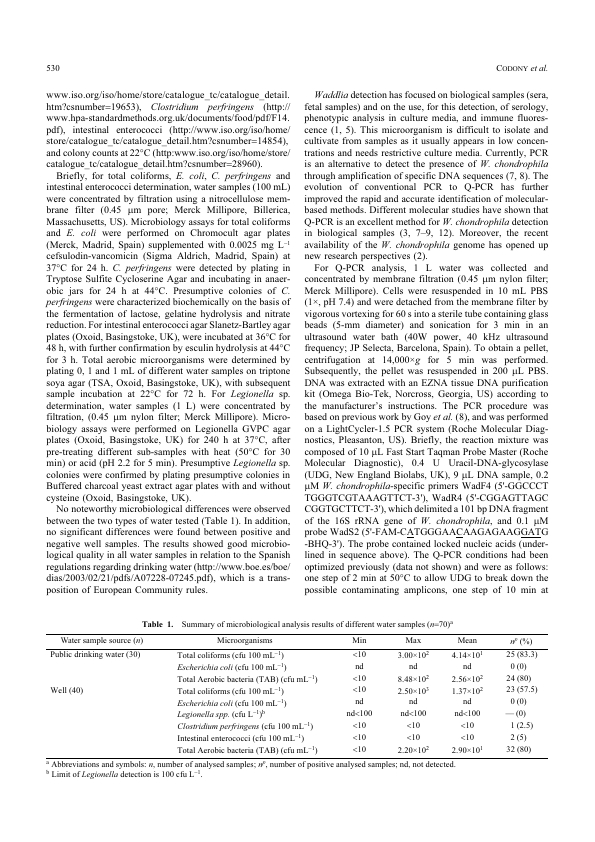 530
CODONY et al.
www.iso.org/iso/home/store/catalogue_tc/catalogue_detail.
htm?csnumber=19653), Clostridium perfringens (http://
www.hpa-standardmethods.org.uk/documents/food/pdf/F14.
pdf), intestinal enterococci (http://www.iso.org/iso/home/
store/catalogue_tc/catalogue_detail.htm?csnumber=14854),
and colony counts at 22°C (http:www.iso.org/iso/home/store/
catalogue_tc/catalogue_detail.htm?csnumber=28960).
Briefly, for total coliforms, E. coli, C. perfringens and
intestinal enterococci determination, water samples (100 mL)
were concentrated by filtration using a nitrocellulose mem-
brane filter (0.45 µm pore; Merck Millipore, Billerica,
Massachusetts, US). Microbiology assays for total coliforms
and E. coli were performed on Chromocult agar plates
(Merck, Madrid, Spain) supplemented with 0.0025 mg L⁻¹
cefsulodin-vancomicin (Sigma Aldrich, Madrid, Spain) at
37°C for 24 h. C. perfringens were detected by plating in
Tryptose Sulfite Cycloserine Agar and incubating in anaer-
obic jars for 24 h at 44°C. Presumptive colonies of C.
perfringens were characterized biochemically on the basis of
the fermentation of lactose, gelatine hydrolysis and nitrate
reduction. For intestinal enterococci agar Slanetz-Bartley agar
plates (Oxoid, Basingstoke, UK), were incubated at 36°C for
48 h, with further confirmation by esculin hydrolysis at 44°C
for 3 h. Total aerobic microorganisms were determined by
plating 0, 1 and 1 mL of different water samples on triptone
soya agar (TSA, Oxoid, Basingstoke, UK), with subsequent
sample incubation at 22°C for 72 h. For Legionella sp.
determination, water samples (1 L) were concentrated by
filtration, (0.45 µm nylon filter; Merck Millipore). Micro-
biology assays were performed on Legionella GVPC agar
plates (Oxoid, Basingstoke, UK) for 240 h at 37°C, after
pre-treating different sub-samples with heat (50°C for 30
min) or acid (pH 2.2 for 5 min). Presumptive Legionella sp.
colonies were confirmed by plating presumptive colonies in
Buffered charcoal yeast extract agar plates with and without
cysteine (Oxoid, Basingstoke, UK).
No noteworthy microbiological differences were observed
between the two types of water tested (Table 1). In addition,
no significant differences were found between positive and
negative well samples. The results showed good microbio-
logical quality in all water samples in relation to the Spanish
regulations regarding drinking water (http://www.boe.es/boe/
dias/2003/02/21/pdfs/A07228-07245.pdf), which is a trans-
position of European Community rules.
Waddlia detection has focused on biological samples (sera,
fetal samples) and on the use, for this detection, of serology,
phenotypic analysis in culture media, and immune fluores-
cence (1, 5). This microorganism is difficult to isolate and
cultivate from samples as it usually appears in low concen-
trations and needs restrictive culture media. Currently, PCR
is an alternative to detect the presence of W. chondrophila
through amplification of specific DNA sequences (7, 8). The
evolution of conventional PCR to Q-PCR has further
improved the rapid and accurate identification of molecular-
based methods. Different molecular studies have shown that
Q-PCR is an excellent method for W. chondrophila detection
in biological samples (3, 7–9, 12). Moreover, the recent
availability of the W. chondrophila genome has opened up
new research perspectives (2).
For Q-PCR analysis, 1 L water was collected and
concentrated by membrane filtration (0.45 µm nylon filter;
Merck Millipore). Cells were resuspended in 10 mL PBS
(1×, pH 7.4) and were detached from the membrane filter by
vigorous vortexing for 60 s into a sterile tube containing glass
beads (5-mm diameter) and sonication for 3 min in an
ultrasound water bath (40W power, 40 kHz ultrasound
frequency; JP Selecta, Barcelona, Spain). To obtain a pellet,
centrifugation at 14,000×g for 5 min was performed.
Subsequently, the pellet was resuspended in 200 µL PBS.
DNA was extracted with an EZNA tissue DNA purification
kit (Omega Bio-Tek, Norcross, Georgia, US) according to
the manufacturer's instructions. The PCR procedure was
based on previous work by Goy et al. (8), and was performed
on a LightCycler-1.5 PCR system (Roche Molecular Diag-
nostics, Pleasanton, US). Briefly, the reaction mixture was
composed of 10 µL Fast Start Taqman Probe Master (Roche
Molecular Diagnostic), 0.4 U Uracil-DNA-glycosylase
(UDG, New England Biolabs, UK), 9 µL DNA sample, 0.2
µM W. chondrophila-specific primers WadF4 (5'-GGCCCT
TGGGTCGTAAAGTTCT-3'), WadR4 (5'-CGGAGTTAGC
CGGTGCTTCT-3'), which delimited a 101 bp DNA fragment
of the 16S rRNA gene of W. chondrophila, and 0.1 µM
probe WadS2 (5'-FAM-CATGGGAACAAGAGAAGGATG
-BHQ-3'). The probe contained locked nucleic acids (under-
lined in sequence above). The Q-PCR conditions had been
optimized previously (data not shown) and were as follows:
one step of 2 min at 50°C to allow UDG to break down the
possible contaminating amplicons, one step of 10 min at
Table 1. Summary of microbiological analysis results of different water samples (n=70)ᵃ
Water sample source (n) Microorganisms Min Max Mean nᵖ (%)
Public drinking water (30) Total coliforms (cfu 100 mL⁻¹) <10 3.00×10² 4.14×10¹ 25 (83.3)
Escherichia coli (cfu 100 mL⁻¹) nd nd nd 0 (0)
Total Aerobic bacteria (TAB) (cfu mL⁻¹) <10 8.48×10² 2.56×10² 24 (80)
Well (40) Total coliforms (cfu 100 mL⁻¹) <10 2.50×10³ 1.37×10² 23 (57.5)
Escherichia coli (cfu 100 mL⁻¹) nd nd nd 0 (0)
Legionella spp. (cfu L⁻¹)ᵇ nd<100 nd<100 nd<100 — (0)
Clostridium perfringens (cfu 100 mL⁻¹) <10 <10 <10 1 (2.5)
Intestinal enterococci (cfu 100 mL⁻¹) <10 <10 <10 2 (5)
Total Aerobic bacteria (TAB) (cfu mL⁻¹) <10 2.20×10² 2.90×10¹ 32 (80)
ᵃ Abbreviations and symbols: n, number of analysed samples; nᵖ, number of positive analysed samples; nd, not detected.
ᵇ Limit of Legionella detection is 100 cfu L⁻¹.